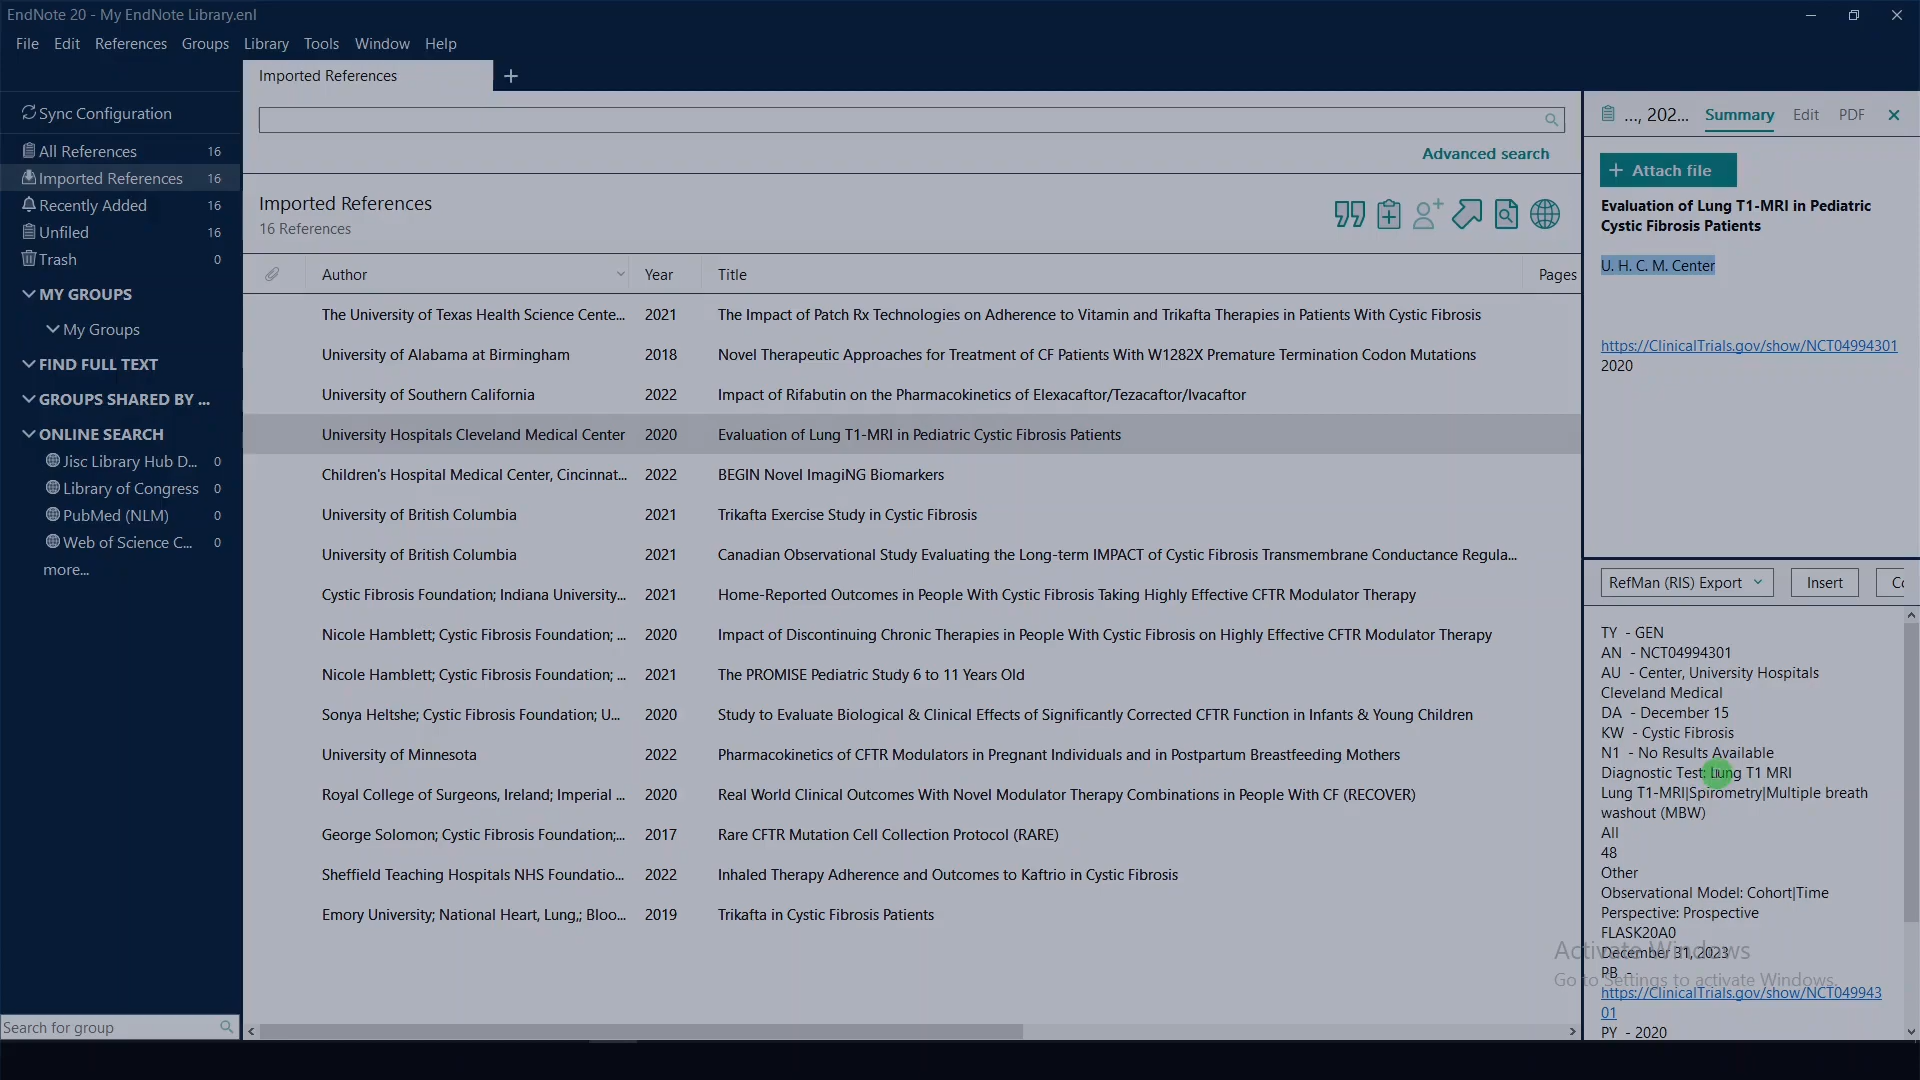 EndNote 20 - My EndNote Library.enl
File Edit References Groups Library Tools Window Help
Imported References
Sync Configuration
All References 16
Imported References 16
Recently Added 16
Unfiled 16
Trash 0
MY GROUPS
My Groups
FIND FULL TEXT
GROUPS SHARED BY ...
ONLINE SEARCH
Jisc Library Hub D... 0
Library of Congress 0
PubMed (NLM) 0
Web of Science C... 0
more...
Search for group
Advanced search
Imported References
16 References
Author Year Title Pages
The University of Texas Health Science Cente... 2021 The Impact of Patch Rx Technologies on Adherence to Vitamin and Trikafta Therapies in Patients With Cystic Fibrosis
University of Alabama at Birmingham 2018 Novel Therapeutic Approaches for Treatment of CF Patients With W1282X Premature Termination Codon Mutations
University of Southern California 2022 Impact of Rifabutin on the Pharmacokinetics of Elexacaftor/Tezacaftor/Ivacaftor
University Hospitals Cleveland Medical Center 2020 Evaluation of Lung T1-MRI in Pediatric Cystic Fibrosis Patients
Children's Hospital Medical Center, Cincinnat... 2022 BEGIN Novel ImagiNG Biomarkers
University of British Columbia 2021 Trikafta Exercise Study in Cystic Fibrosis
University of British Columbia 2021 Canadian Observational Study Evaluating the Long-term IMPACT of Cystic Fibrosis Transmembrane Conductance Regula...
Cystic Fibrosis Foundation; Indiana University... 2021 Home-Reported Outcomes in People With Cystic Fibrosis Taking Highly Effective CFTR Modulator Therapy
Nicole Hamblett; Cystic Fibrosis Foundation; ... 2020 Impact of Discontinuing Chronic Therapies in People With Cystic Fibrosis on Highly Effective CFTR Modulator Therapy
Nicole Hamblett; Cystic Fibrosis Foundation; ... 2021 The PROMISE Pediatric Study 6 to 11 Years Old
Sonya Heltshe; Cystic Fibrosis Foundation; U... 2020 Study to Evaluate Biological & Clinical Effects of Significantly Corrected CFTR Function in Infants & Young Children
University of Minnesota 2022 Pharmacokinetics of CFTR Modulators in Pregnant Individuals and in Postpartum Breastfeeding Mothers
Royal College of Surgeons, Ireland; Imperial ... 2020 Real World Clinical Outcomes With Novel Modulator Therapy Combinations in People With CF (RECOVER)
George Solomon; Cystic Fibrosis Foundation;... 2017 Rare CFTR Mutation Cell Collection Protocol (RARE)
Sheffield Teaching Hospitals NHS Foundatio... 2022 Inhaled Therapy Adherence and Outcomes to Kaftrio in Cystic Fibrosis
Emory University; National Heart, Lung,; Bloo... 2019 Trikafta in Cystic Fibrosis Patients
..., 202... Summary Edit PDF
+ Attach file
Evaluation of Lung T1-MRI in Pediatric
Cystic Fibrosis Patients
U. H. C. M. Center
https://ClinicalTrials.gov/show/NCT04994301
2020
RefMan (RIS) Export Insert
TY - GEN
AN - NCT04994301
AU - Center, University Hospitals
Cleveland Medical
DA - December 15
KW - Cystic Fibrosis
N1 - No Results Available
Diagnostic Test: Lung T1 MRI
Lung T1-MRI|Spirometry|Multiple breath
washout (MBW)
All
48
Other
Observational Model: Cohort|Time
Perspective: Prospective
FLASK20A0
December 31, 2023
PB -
https://ClinicalTrials.gov/show/NCT049943
01
PY - 2020
Activate Windows
Go to Settings to activate Windows.